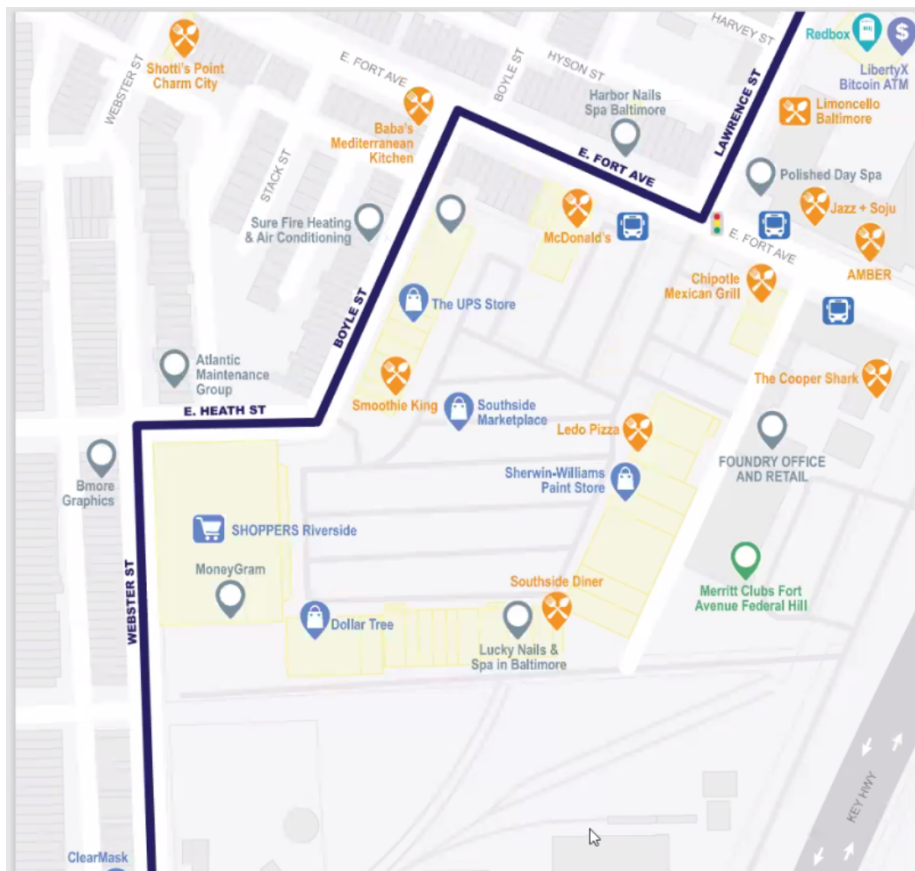 HARVEY ST
Redbox
$
LibertyX
Bitcoin ATM
Shotti's Point
Charm City
WEBSTER ST
E. FORT AVE
BOYLE ST
HYSON ST
LAWRENCE ST
Harbor Nails
Spa Baltimore
Limoncello
Baltimore
Baba's
Mediterranean
Kitchen
STACK ST
E. FORT AVE
Polished Day Spa
Jazz + Soju
Sure Fire Heating
& Air Conditioning
McDonald's
E. FORT AVE
AMBER
Chipotle
Mexican Grill
The UPS Store
BOYLE ST
Atlantic
Maintenance
Group
Smoothie King
The Cooper Shark
E. HEATH ST
Southside
Marketplace
Ledo Pizza
FOUNDRY OFFICE
AND RETAIL
Bmore
Graphics
Sherwin-Williams
Paint Store
SHOPPERS Riverside
MoneyGram
WEBSTER ST
Southside Diner
Merritt Clubs Fort
Avenue Federal Hill
Dollar Tree
Lucky Nails &
Spa in Baltimore
KEY HWY
ClearMask